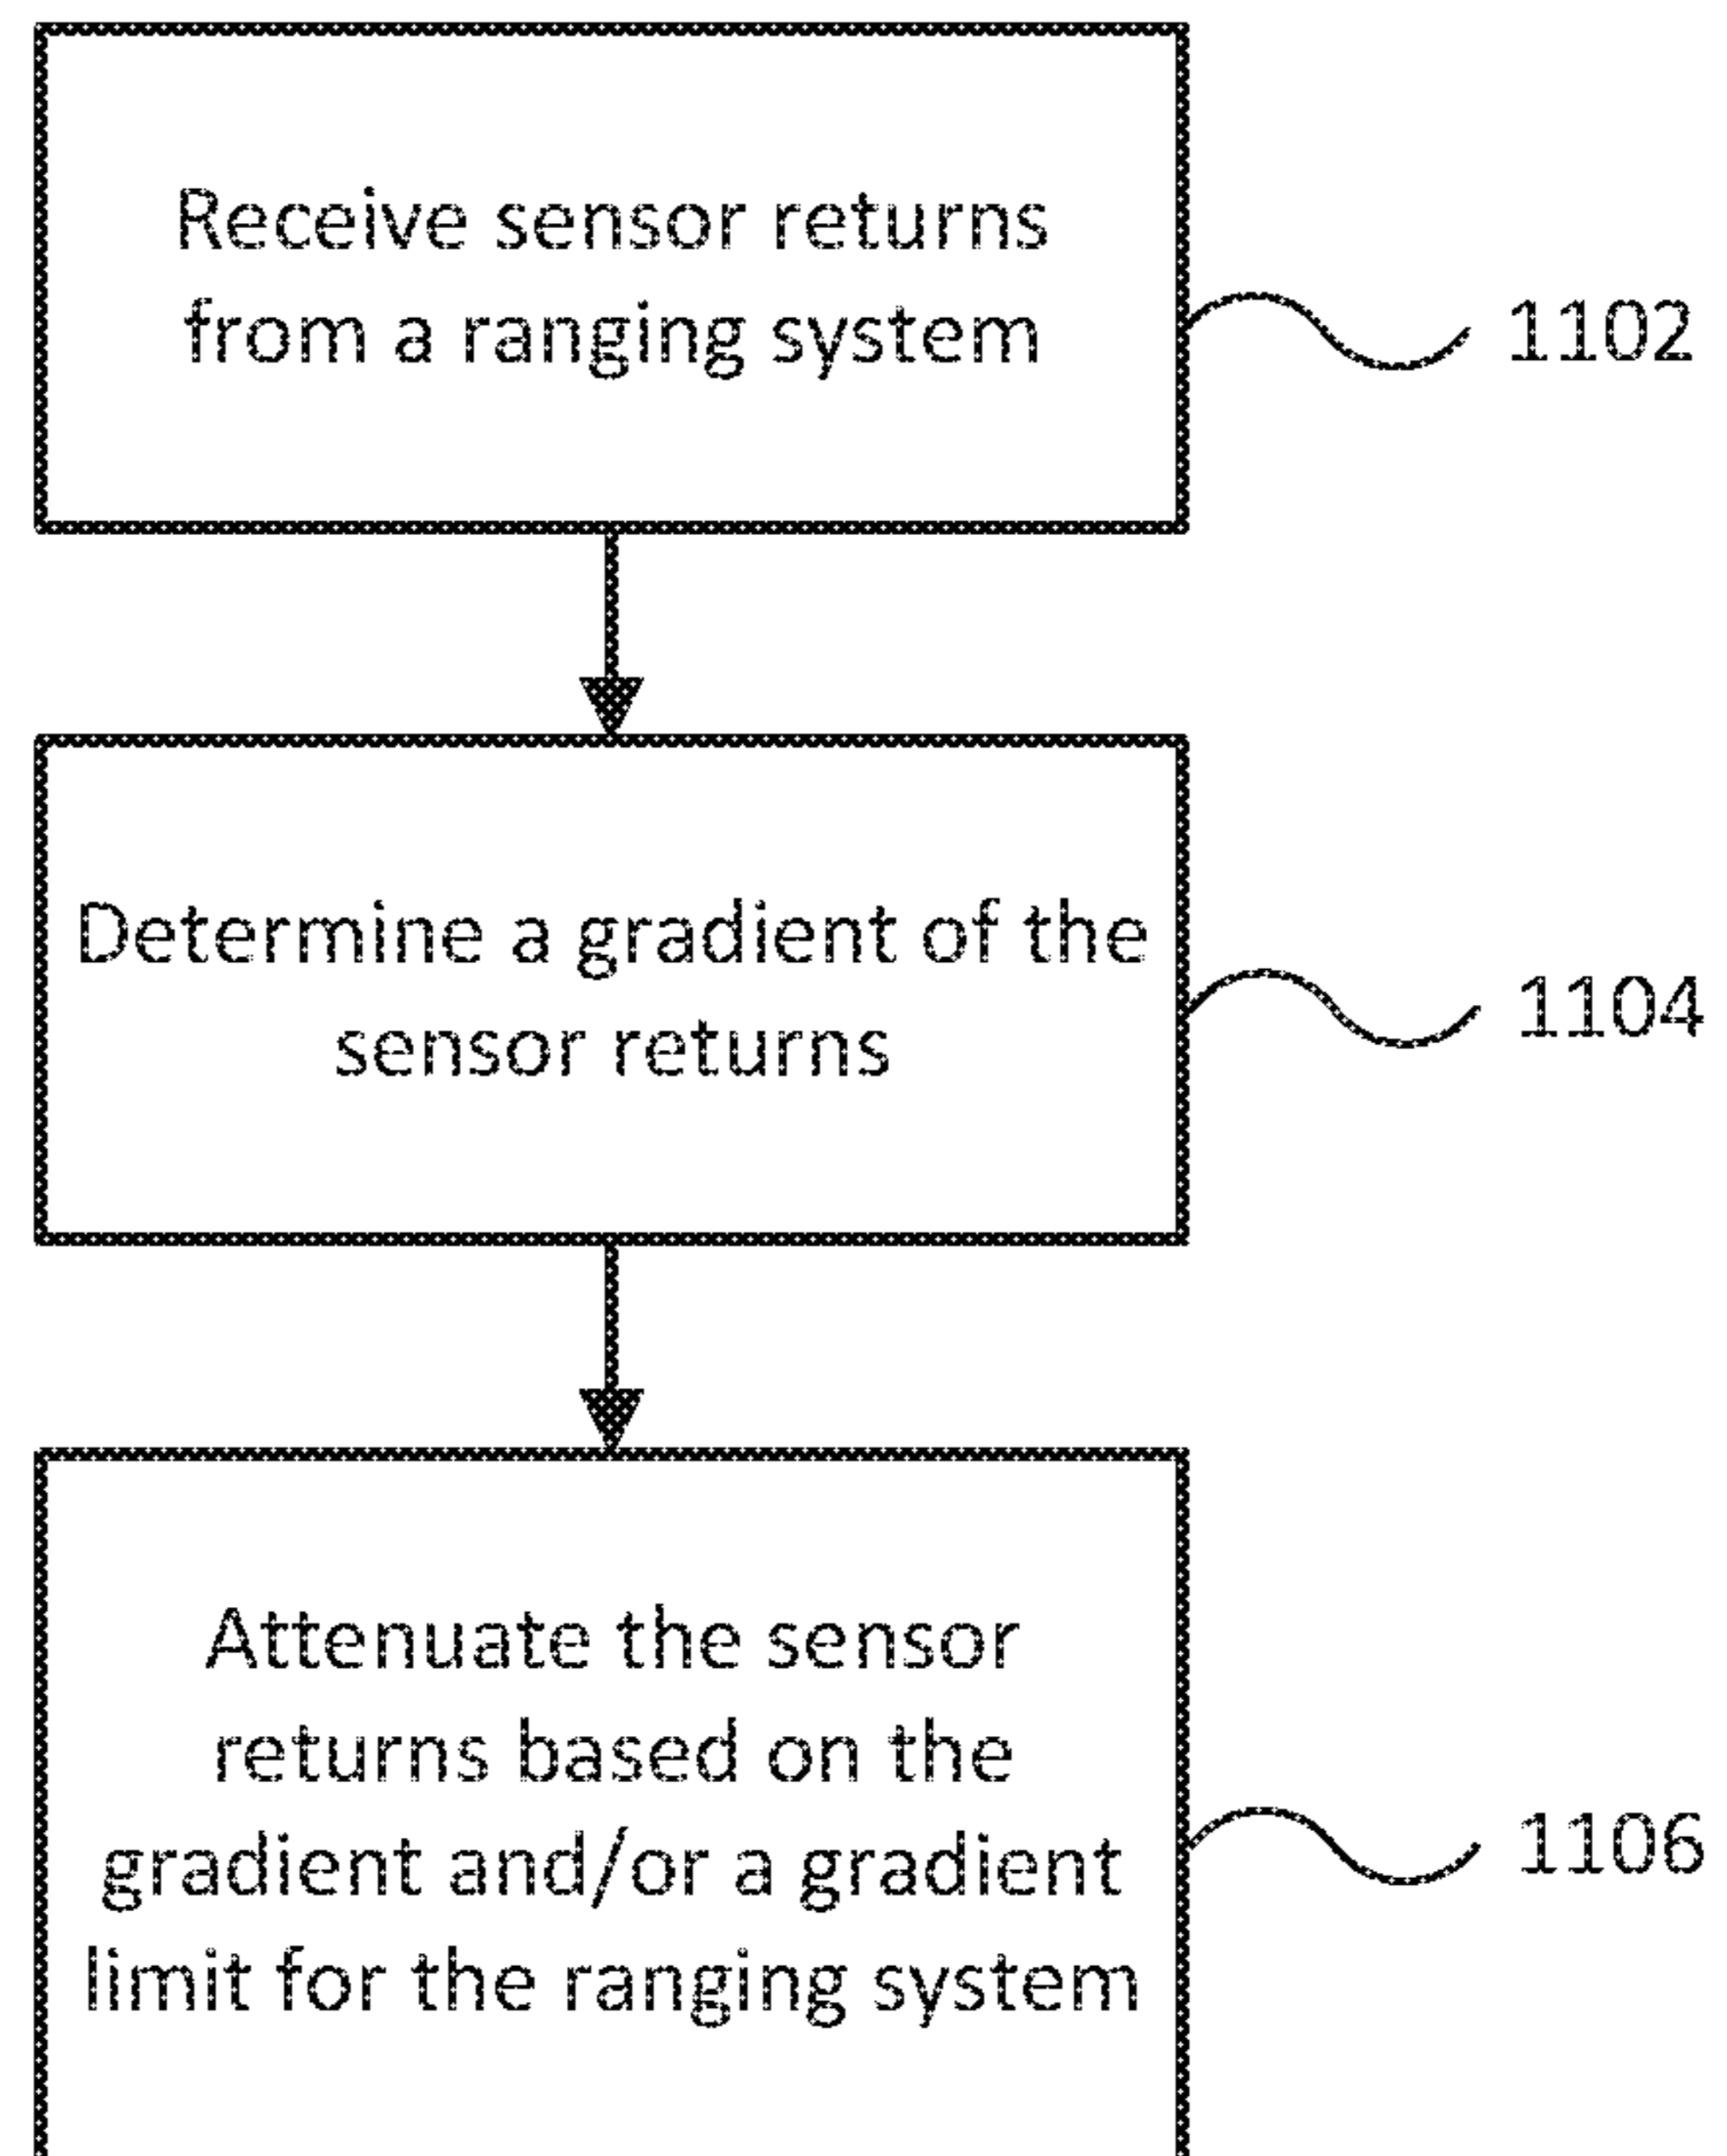 Receive sensor returns
from a ranging system
1102
Determine a gradient of the
sensor returns
1104
Attenuate the sensor
returns based on the
gradient and/or a gradient
limit for the ranging system
1106